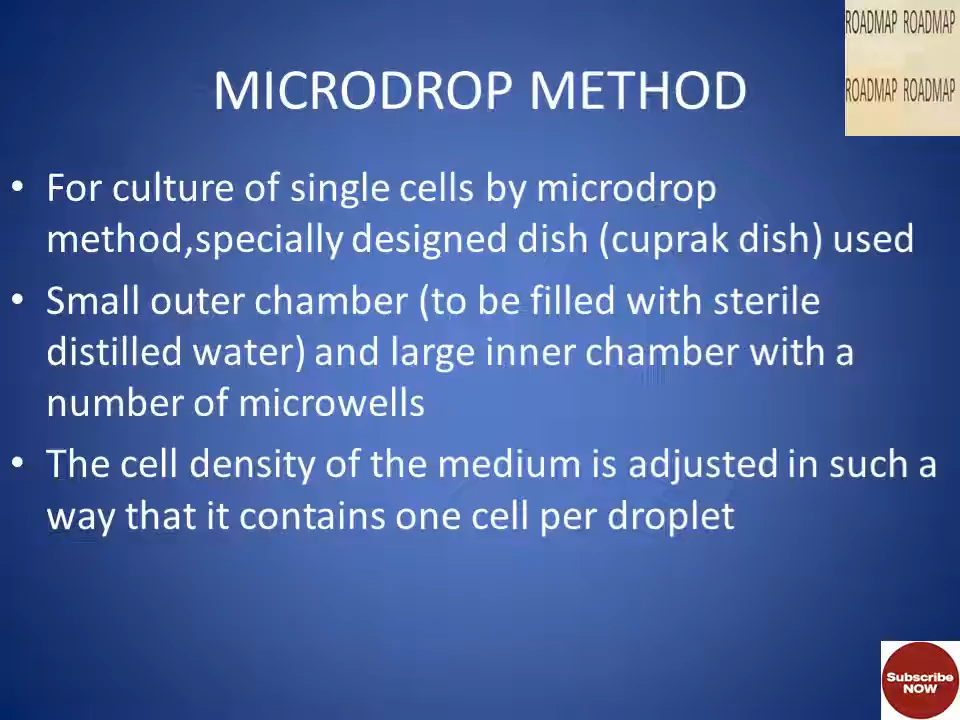 ROADMAP ROADMAP
ROADMAP ROADMAP
MICRODROP METHOD
• For culture of single cells by microdrop
method,specially designed dish (cuprak dish) used
• Small outer chamber (to be filled with sterile
distilled water) and large inner chamber with a
number of microwells
• The cell density of the medium is adjusted in such a
way that it contains one cell per droplet
Subscribe
NOW